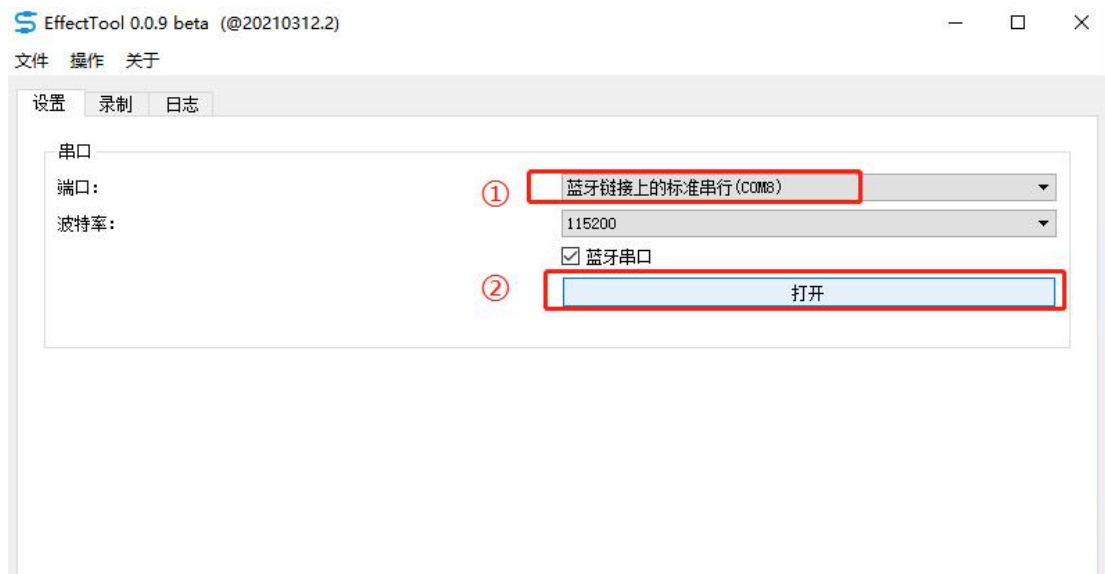 EffectTool 0.0.9 beta (@20210312.2)
文件 操作 关于
设置 录制 日志
串口
端口: ① 蓝牙链接上的标准串行(COM8)
波特率: 115200
蓝牙串口
② 打开